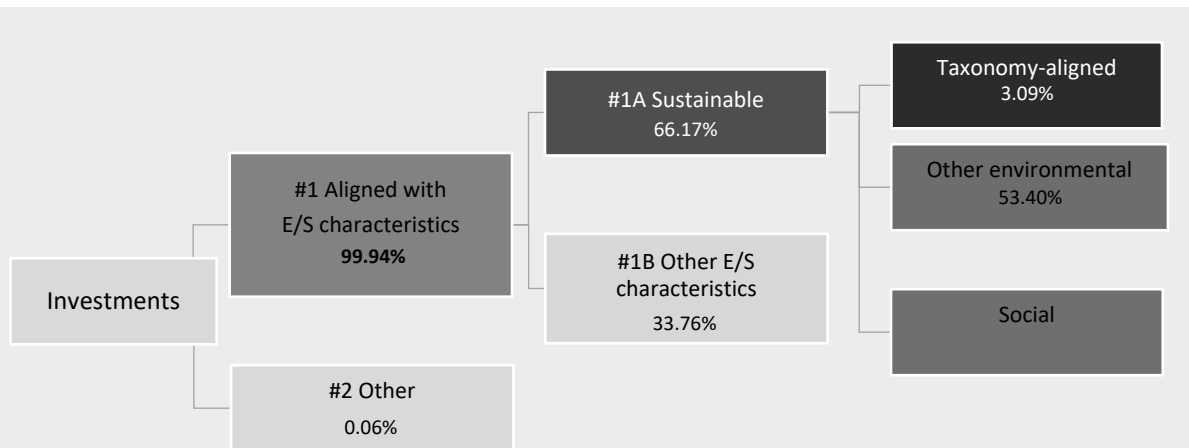 Investments
#1 Aligned with
E/S characteristics
99.94%
#2 Other
0.06%
#1A Sustainable
66.17%
#1B Other E/S
characteristics
33.76%
Taxonomy-aligned
3.09%
Other environmental
53.40%
Social